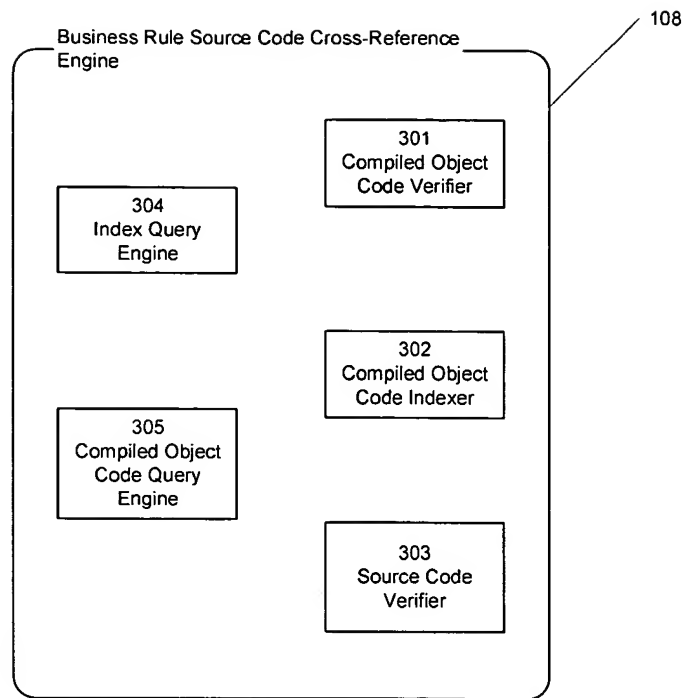 108
Business Rule Source Code Cross-Reference
Engine
301
Compiled Object
Code Verifier
304
Index Query
Engine
302
Compiled Object
Code Indexer
305
Compiled Object
Code Query
Engine
303
Source Code
Verifier